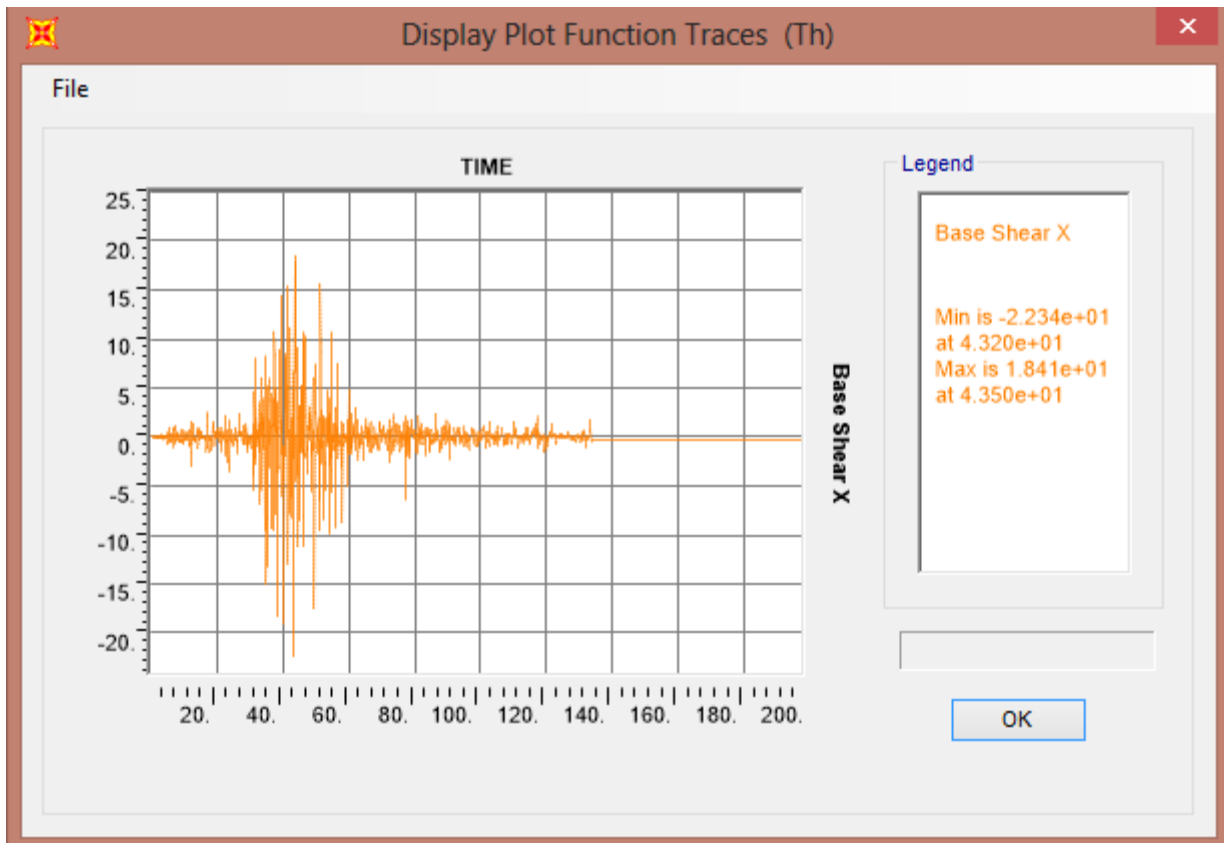 Display Plot Function Traces (Th)
File
TIME
25.
20.
15.
10.
5.
0.
-5.
-10.
-15.
-20.
20. 40. 60. 80. 100. 120. 140. 160. 180. 200.
Base Shear X
Legend
Base Shear X
Min is -2.234e+01
at 4.320e+01
Max is 1.841e+01
at 4.350e+01
OK